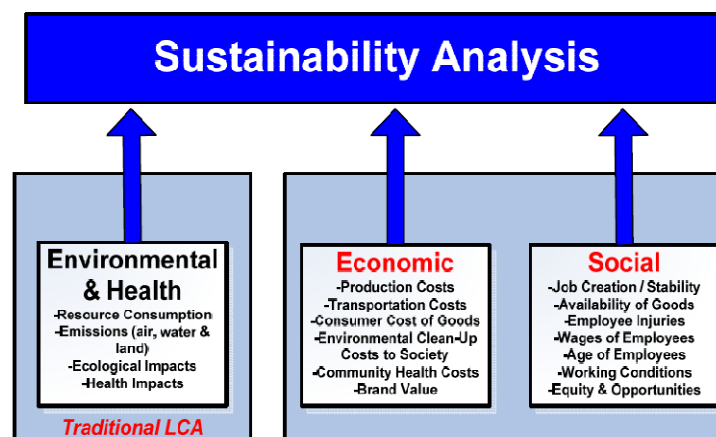 Sustainability Analysis
Environmental
& Health
-Resource Consumption
-Emissions (air, water &
land)
-Ecological Impacts
-Health Impacts
Traditional LCA
Economic
-Production Costs
-Transportation Costs
-Consumer Cost of Goods
-Environmental Clean-Up
Costs to Society
-Community Health Costs
-Brand Value
Social
-Job Creation / Stability
-Availability of Goods
-Employee Injuries
-Wages of Employees
-Age of Employees
-Working Conditions
-Equity & Opportunities